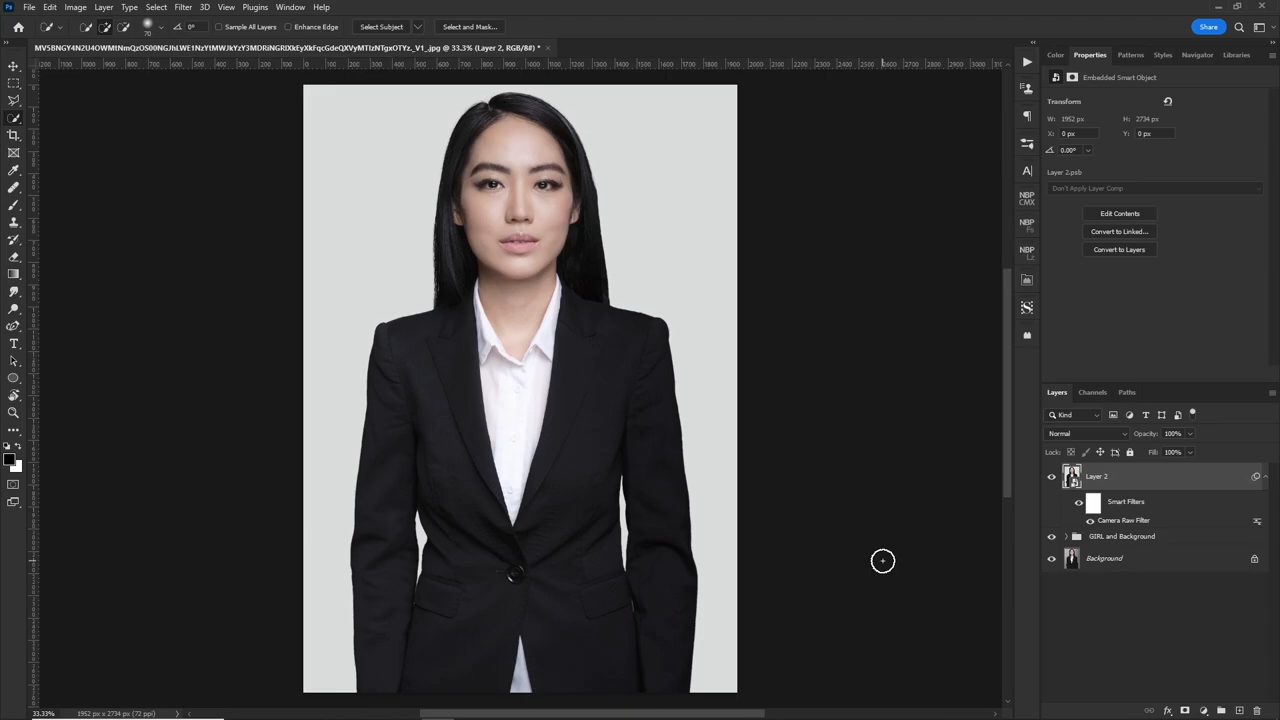 Ps File Edit Image Layer Type Select Filter 3D View Plugins Window Help
70 0° Sample All Layers Enhance Edge Select Subject Select and Mask... Share
@ 33.3% (Layer 2, RGB/8#) * ×
Color Properties Patterns Styles Navigator Libraries
Embedded Smart Object
Transform
W: 1952 px H: 2734 px
X: 0 px Y: 0 px
0.00°
Layer 2.psb
Don't Apply Layer Comp
Edit Contents
Convert to Linked...
Convert to Layers
NBP
CMX
NBP
Fs
NBP
Lz
Layers Channels Paths
Kind
Normal Opacity: 100%
Lock: Fill: 100%
Layer 2
Smart Filters
Camera Raw Filter
GIRL and Background
Background
33.33% 1952 px x 2734 px (72 ppi)